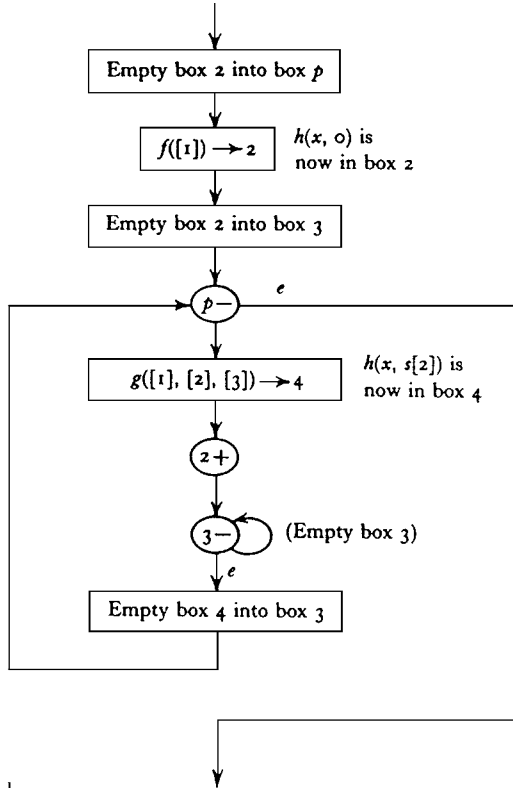 Empty box 2 into box p
f([1]) → 2
h(x, 0) is
now in box 2
Empty box 2 into box 3
p –
e
g([1], [2], [3]) → 4
h(x, s[2]) is
now in box 4
2+
3–
(Empty box 3)
e
Empty box 4 into box 3